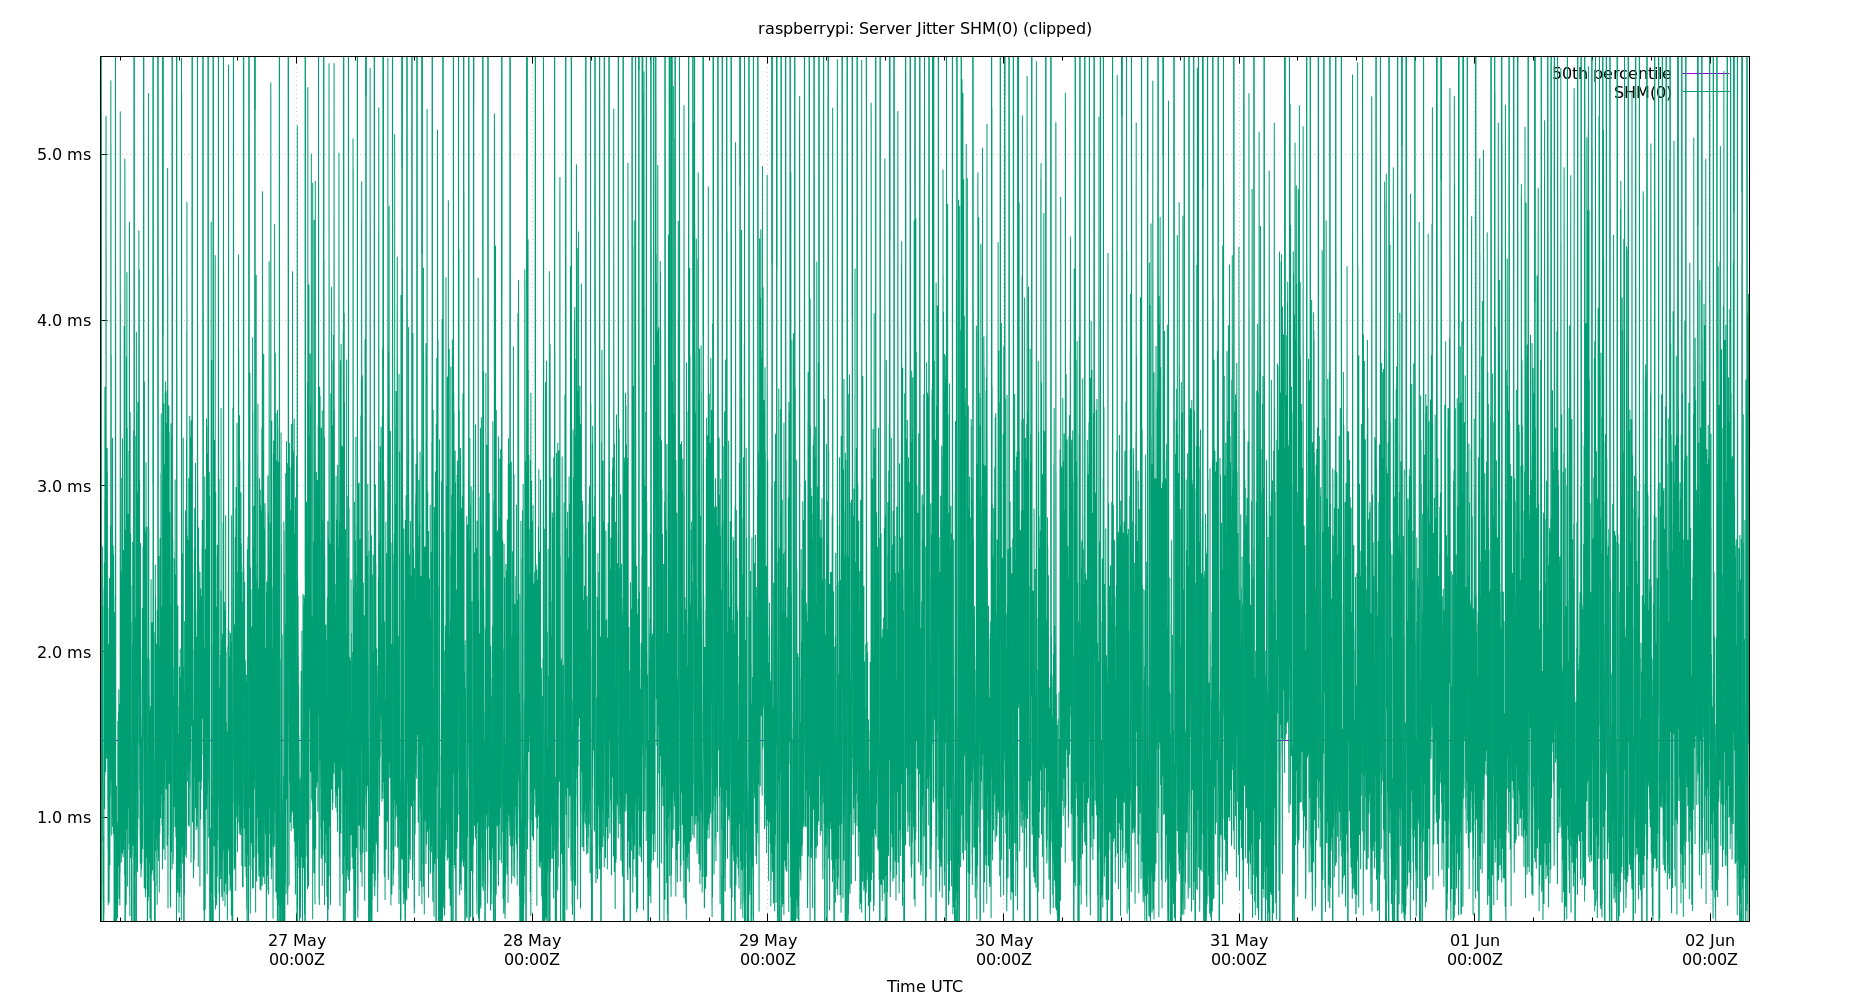 raspberrypi: Server Jitter SHM(0) (clipped)
50th percentile
SHM(0)
5.0 ms
4.0 ms
3.0 ms
2.0 ms
1.0 ms
27 May 28 May 29 May 30 May 31 May 01 Jun 02 Jun
00:00Z 00:00Z 00:00Z 00:00Z 00:00Z 00:00Z 00:00Z
Time UTC